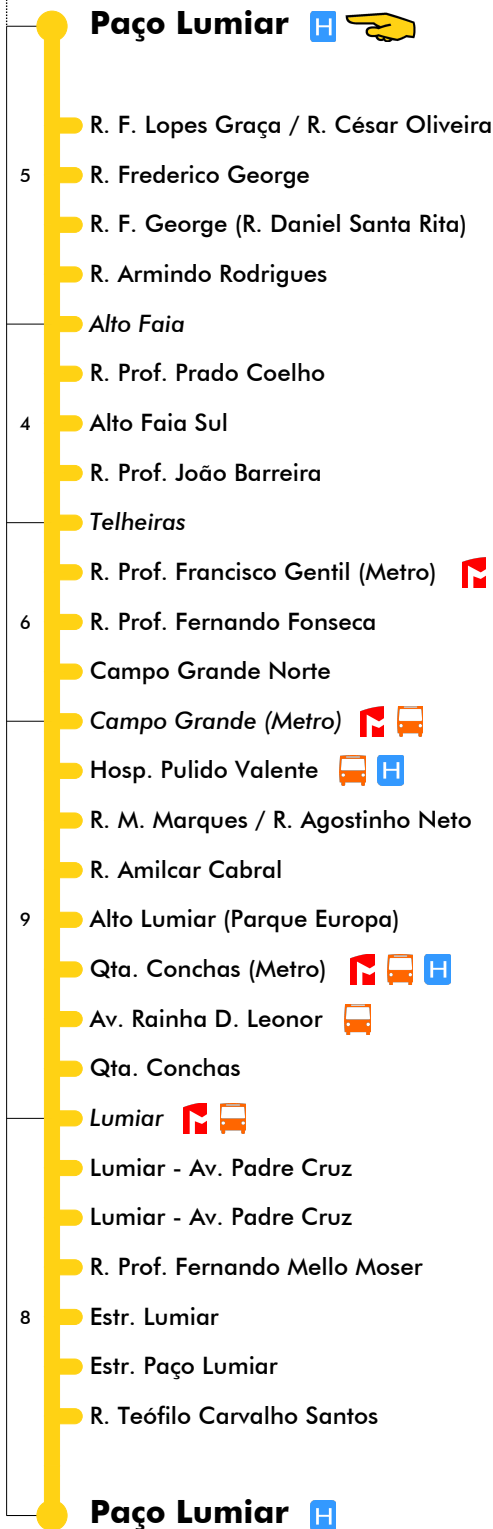 Paço Lumiar H
R. F. Lopes Graça / R. César Oliveira
5
R. Frederico George
R. F. George (R. Daniel Santa Rita)
R. Armindo Rodrigues
Alto Faia
R. Prof. Prado Coelho
4
Alto Faia Sul
R. Prof. João Barreira
Telheiras
R. Prof. Francisco Gentil (Metro)
6
R. Prof. Fernando Fonseca
Campo Grande Norte
Campo Grande (Metro)
Hosp. Pulido Valente H
R. M. Marques / R. Agostinho Neto
R. Amilcar Cabral
9
Alto Lumiar (Parque Europa)
Qta. Conchas (Metro) H
Av. Rainha D. Leonor
Qta. Conchas
Lumiar
Lumiar - Av. Padre Cruz
Lumiar - Av. Padre Cruz
R. Prof. Fernando Mello Moser
8
Estr. Lumiar
Estr. Paço Lumiar
R. Teófilo Carvalho Santos
Paço Lumiar H